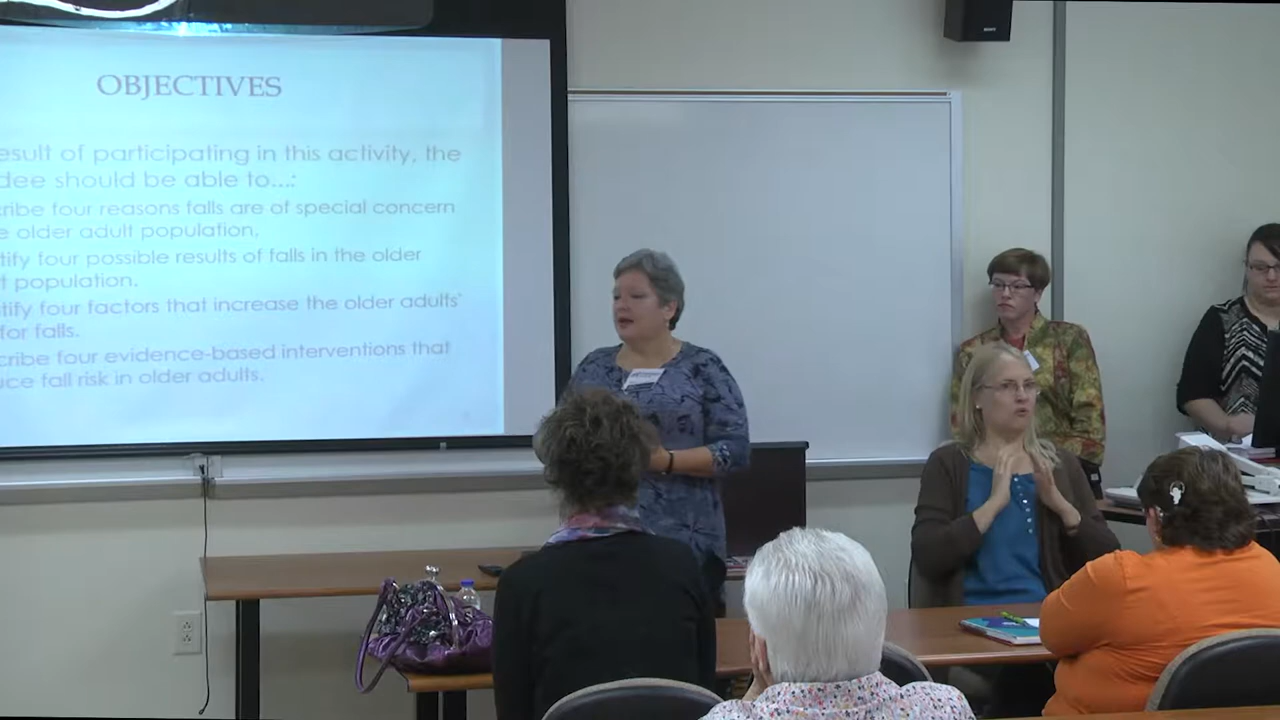 OBJECTIVES
esult of participating in this activity, the
dee should be able to...:
cribe four reasons falls are of special concern
e older adult population.
tify four possible results of falls in the older
t population.
tify four factors that increase the older adults'
for falls.
cribe four evidence-based interventions that
uce fall risk in older adults.